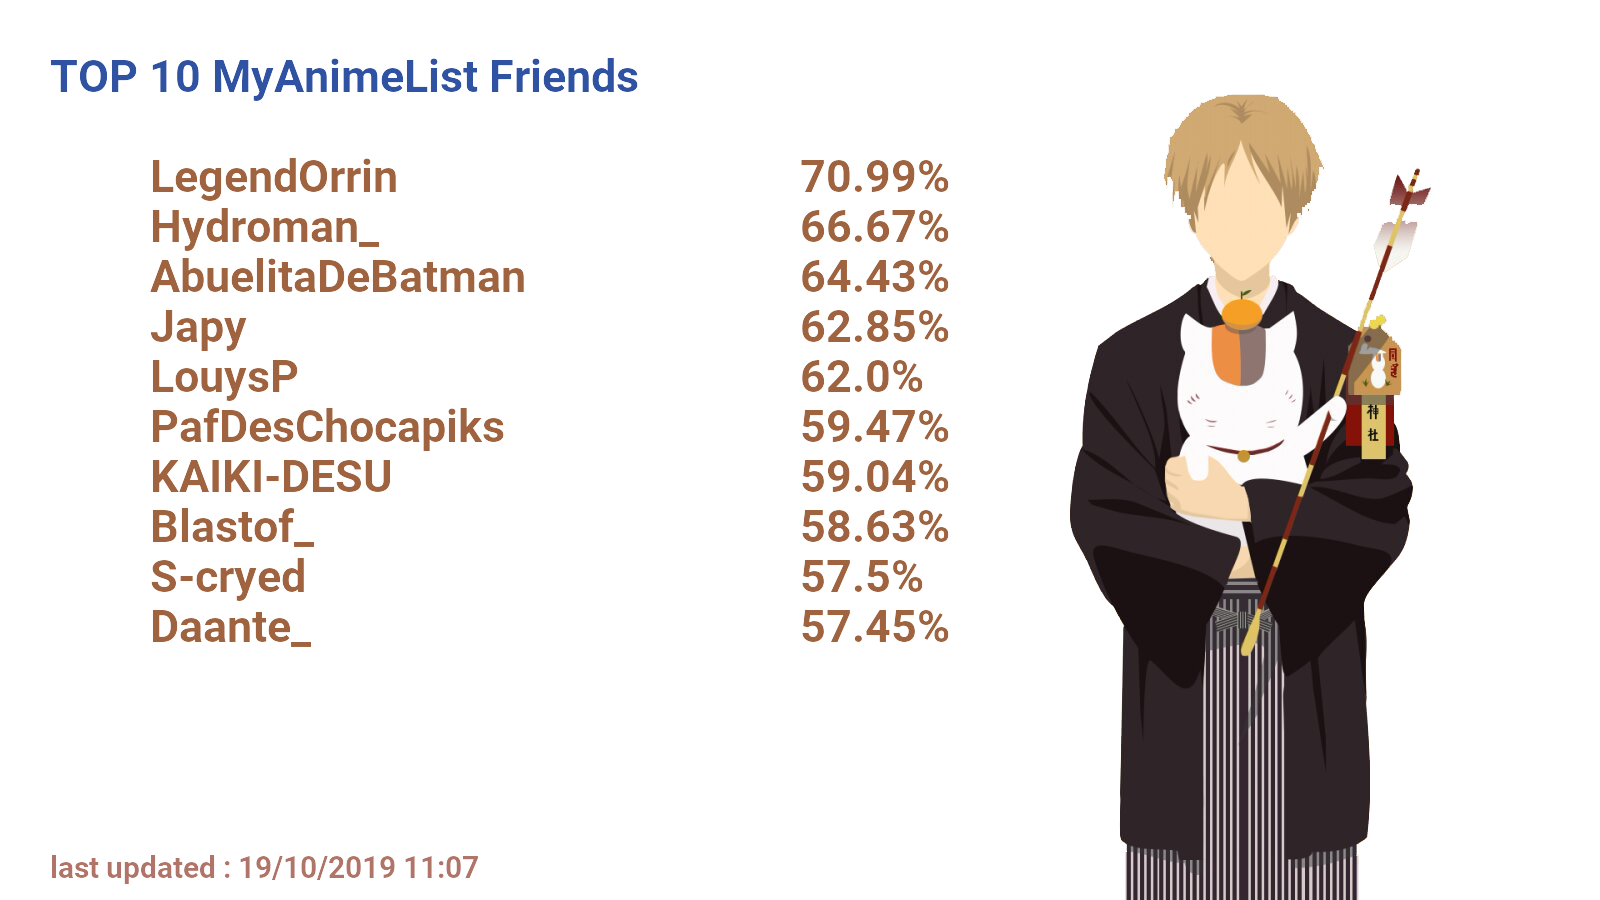 TOP 10 MyAnimeList Friends
LegendOrrin 70.99%
Hydroman_ 66.67%
AbuelitaDeBatman 64.43%
Japy 62.85%
LouysP 62.0%
PafDesChocapiks 59.47%
KAIKI-DESU 59.04%
Blastof_ 58.63%
S-cryed 57.5%
Daante_ 57.45%
神
社
last updated : 19/10/2019 11:07